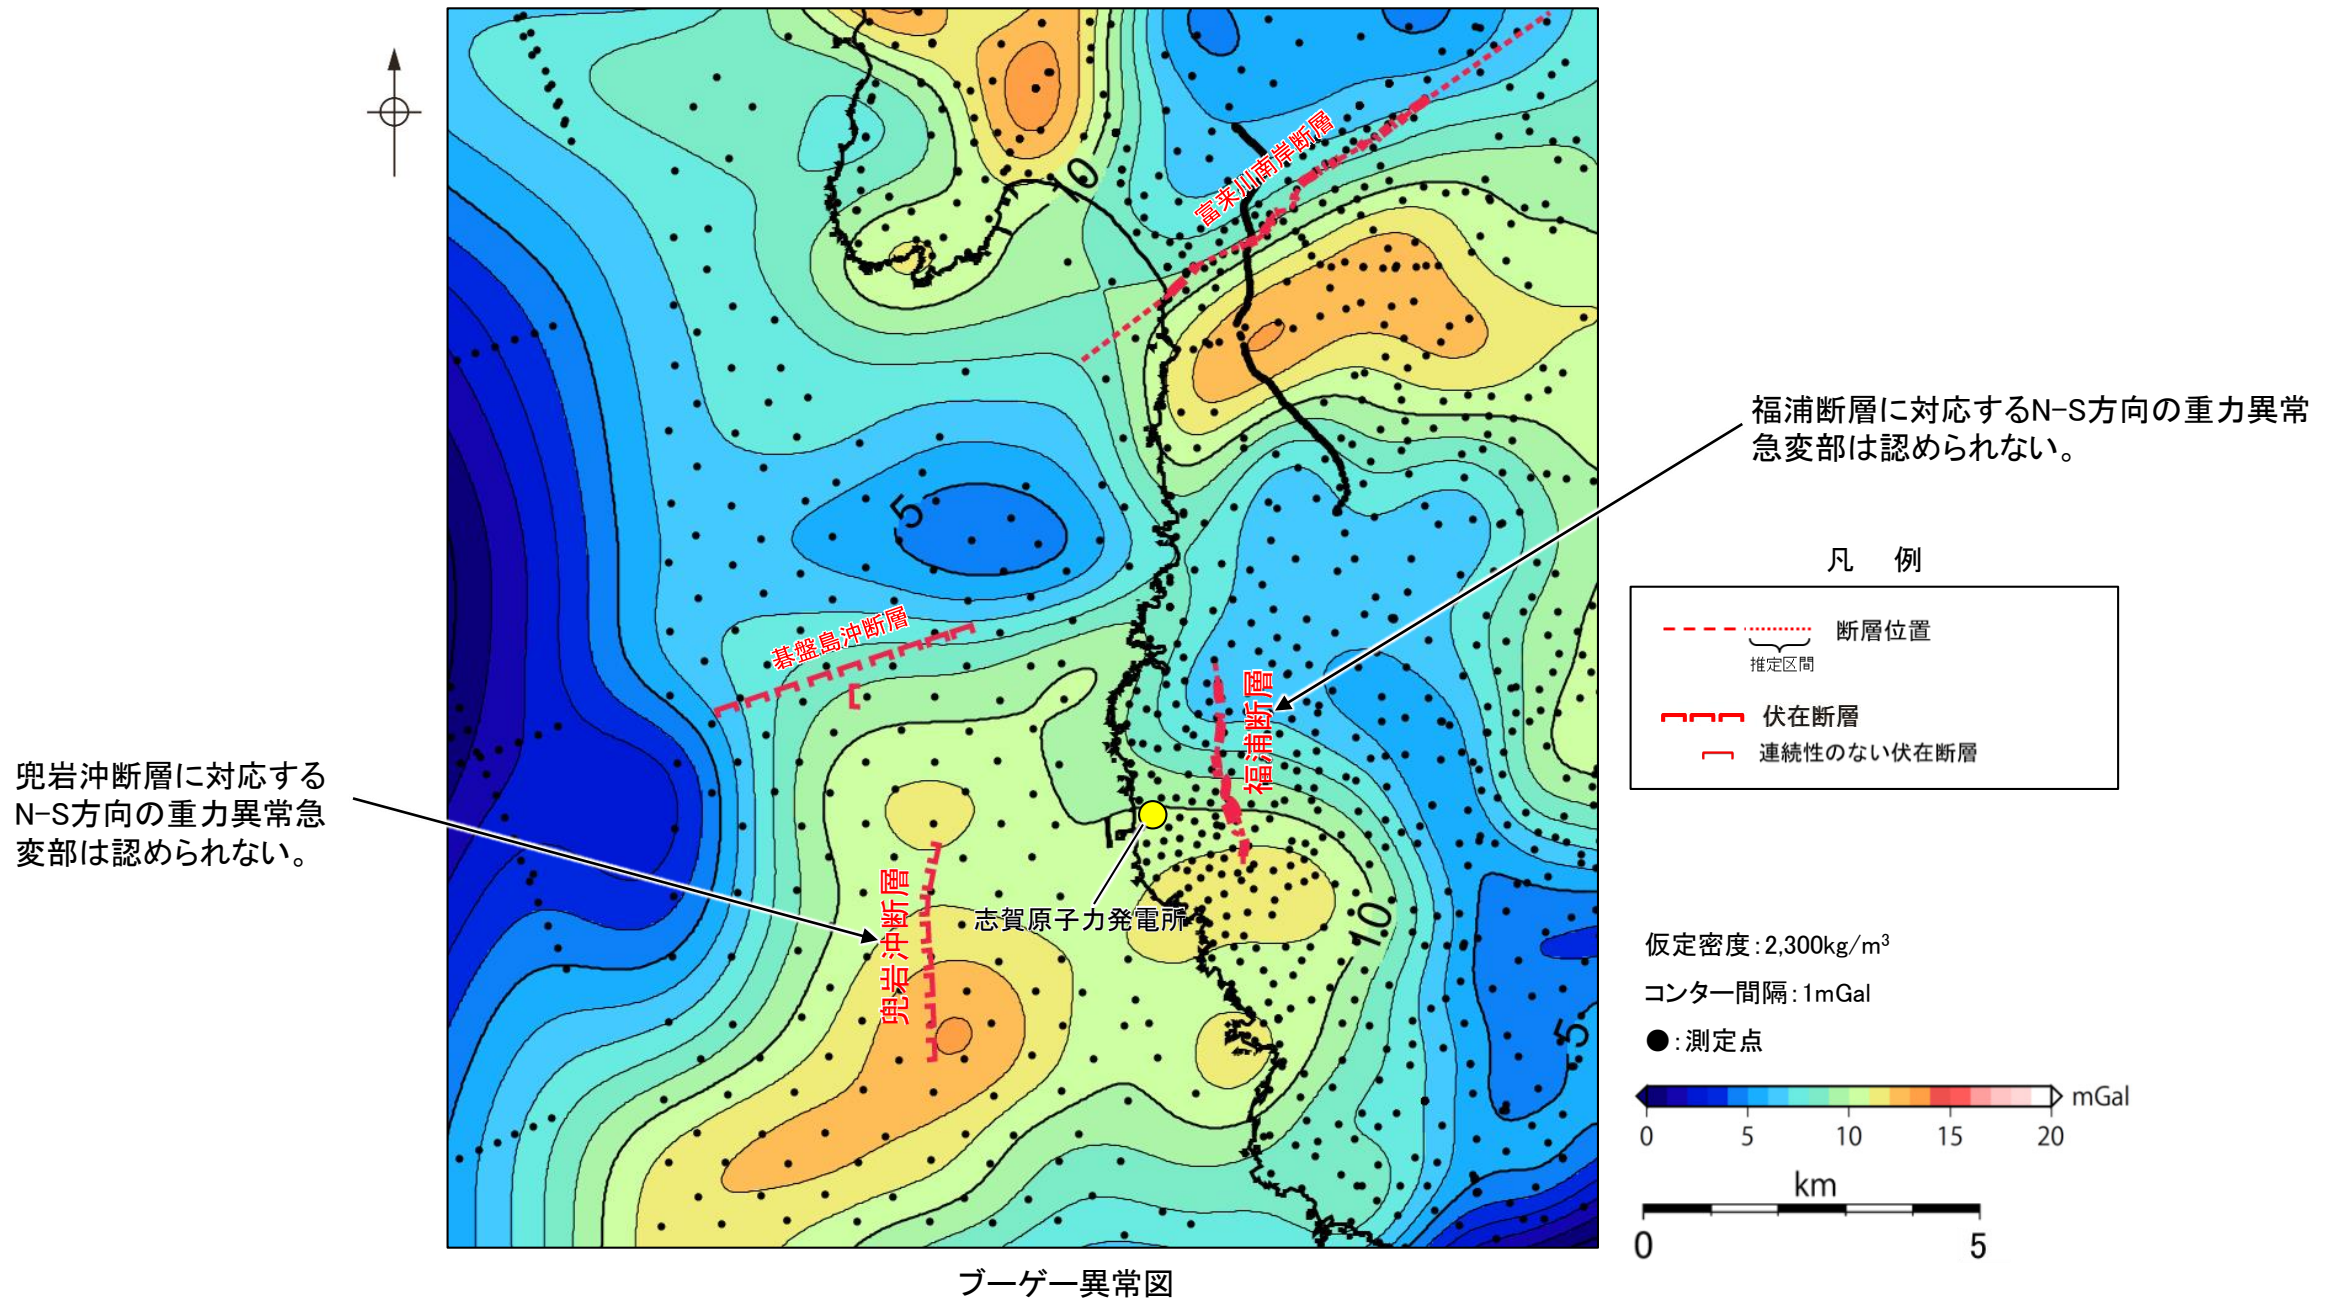 10
富来川南岸断層
福浦断層に対応するN-S方向の重力異常
急変部は認められない。
5
碁盤島沖断層
福浦断層
兜岩沖断層に対応する
N-S方向の重力異常急
変部は認められない。
兜岩沖断層
志賀原子力発電所
10
5
凡 例
断層位置
推定区間
伏在断層
連続性のない伏在断層
仮定密度：2,300kg/m³
コンター間隔：1mGal
●：測定点
mGal
0 5 10 15 20
km
0 5
ブーゲー異常図